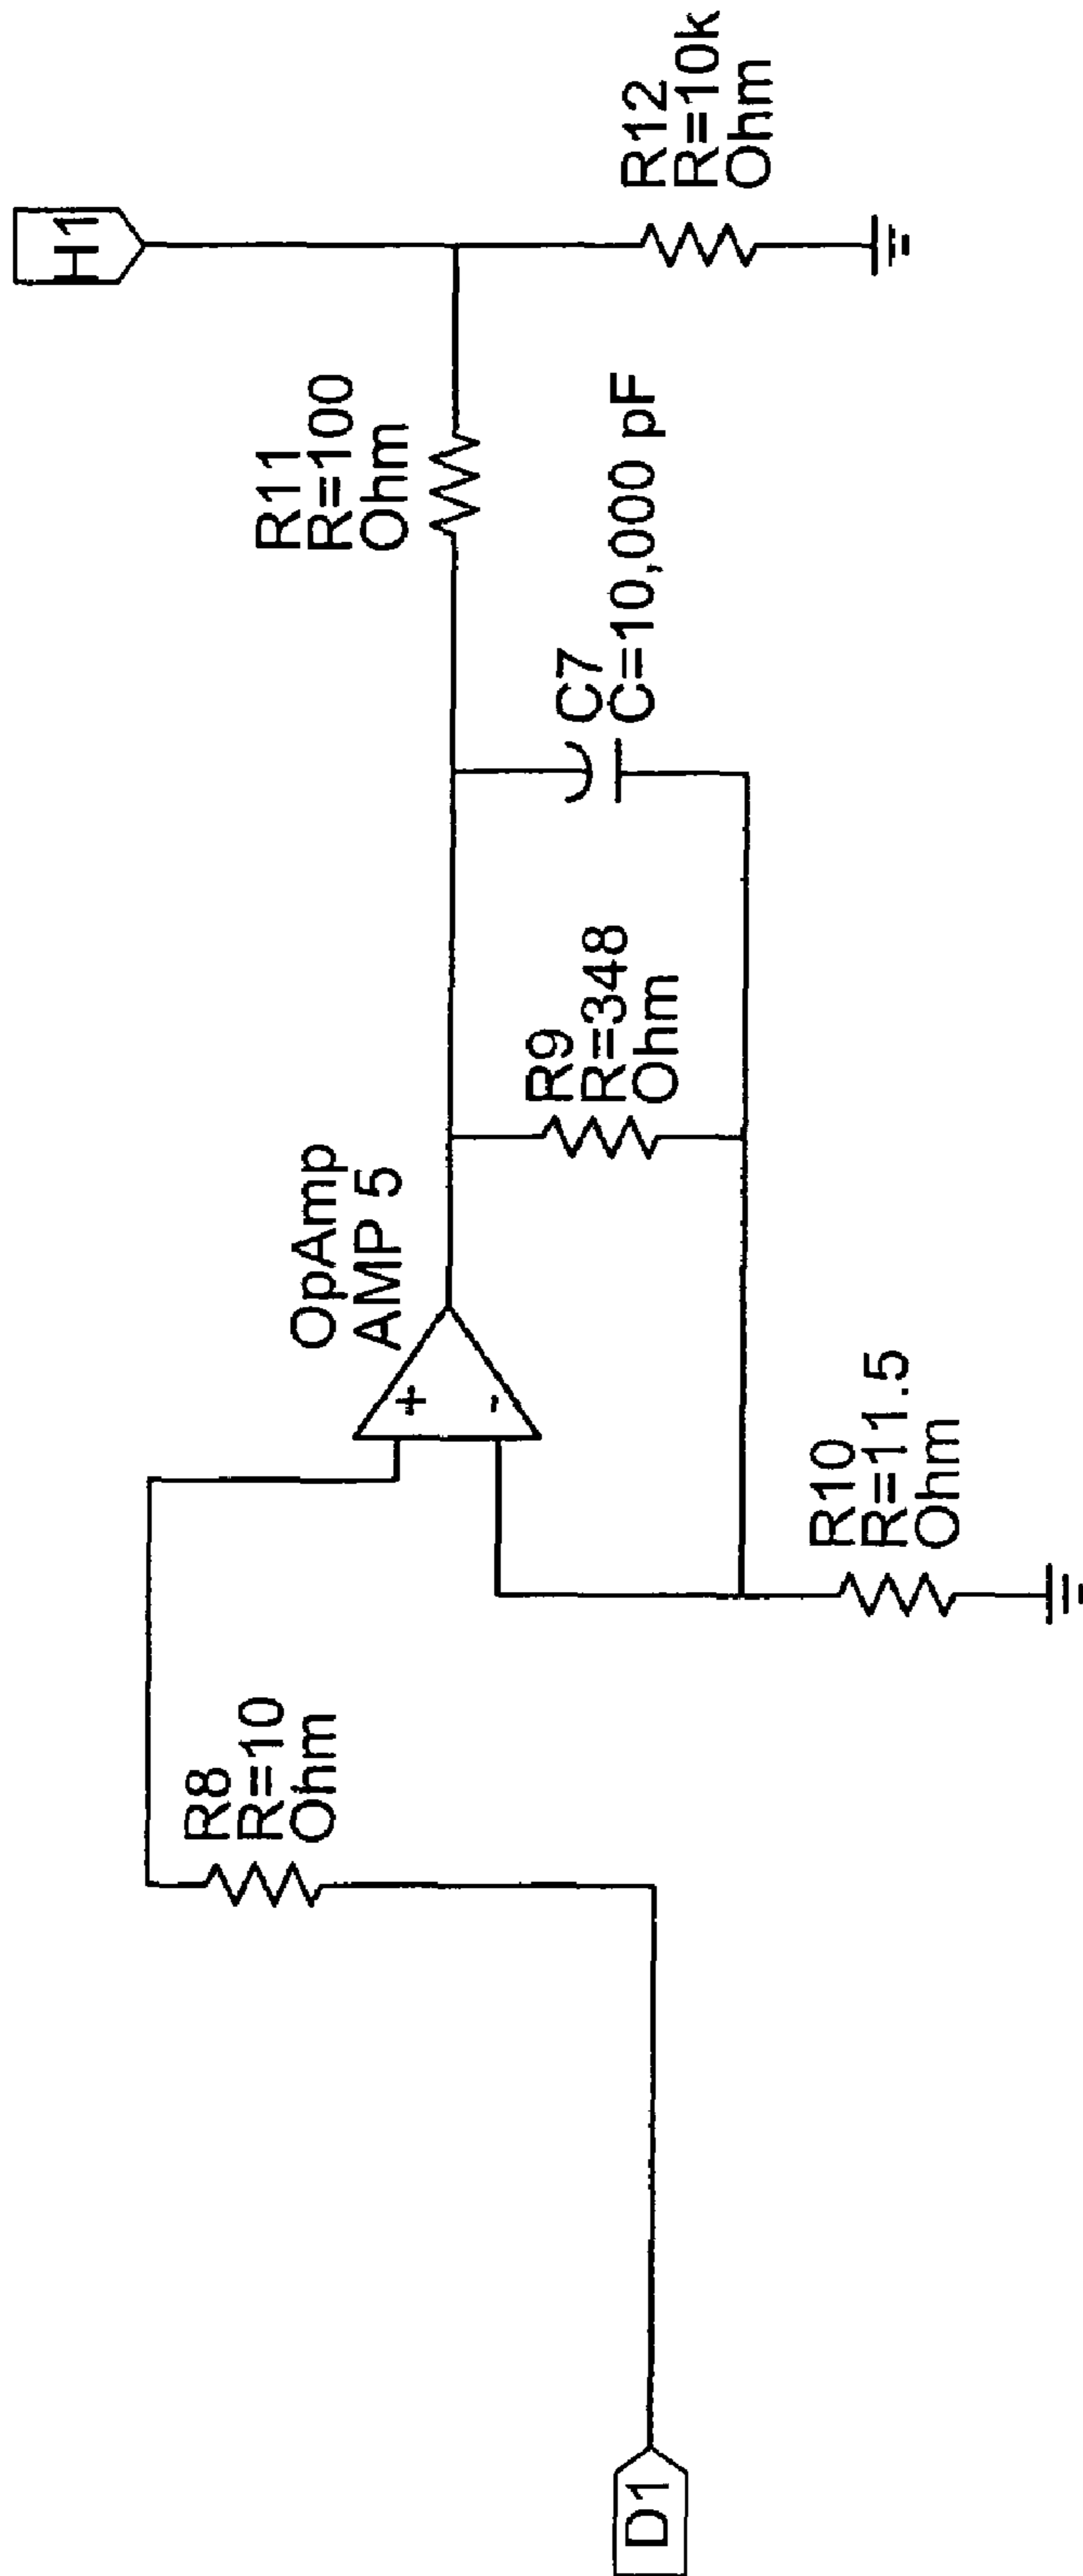 H1
R12
R=10k
Ohm
R11
R=100
Ohm
C7
C=10,000 pF
R9
R=348
Ohm
OpAmp
AMP 5
+
-
R10
R=11.5
Ohm
R8
R=10
Ohm
D1